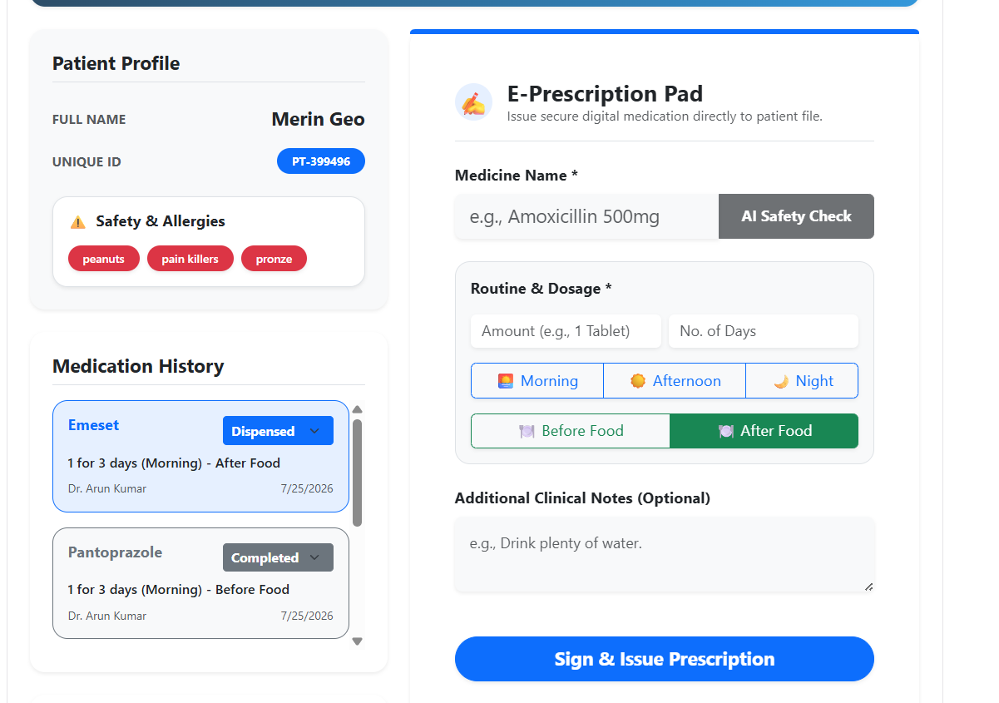 Patient Profile
FULL NAME
Merin Geo
UNIQUE ID
PT-399496
Safety & Allergies
peanuts
pain killers
pronze
Medication History
Emeset
Dispensed
1 for 3 days (Morning) - After Food
Dr. Arun Kumar
7/25/2026
Pantoprazole
Completed
1 for 3 days (Morning) - Before Food
Dr. Arun Kumar
7/25/2026
E-Prescription Pad
Issue secure digital medication directly to patient file.
Medicine Name *
e.g., Amoxicillin 500mg
AI Safety Check
Routine & Dosage *
Amount (e.g., 1 Tablet)
No. of Days
Morning
Afternoon
Night
Before Food
After Food
Additional Clinical Notes (Optional)
e.g., Drink plenty of water.
Sign & Issue Prescription